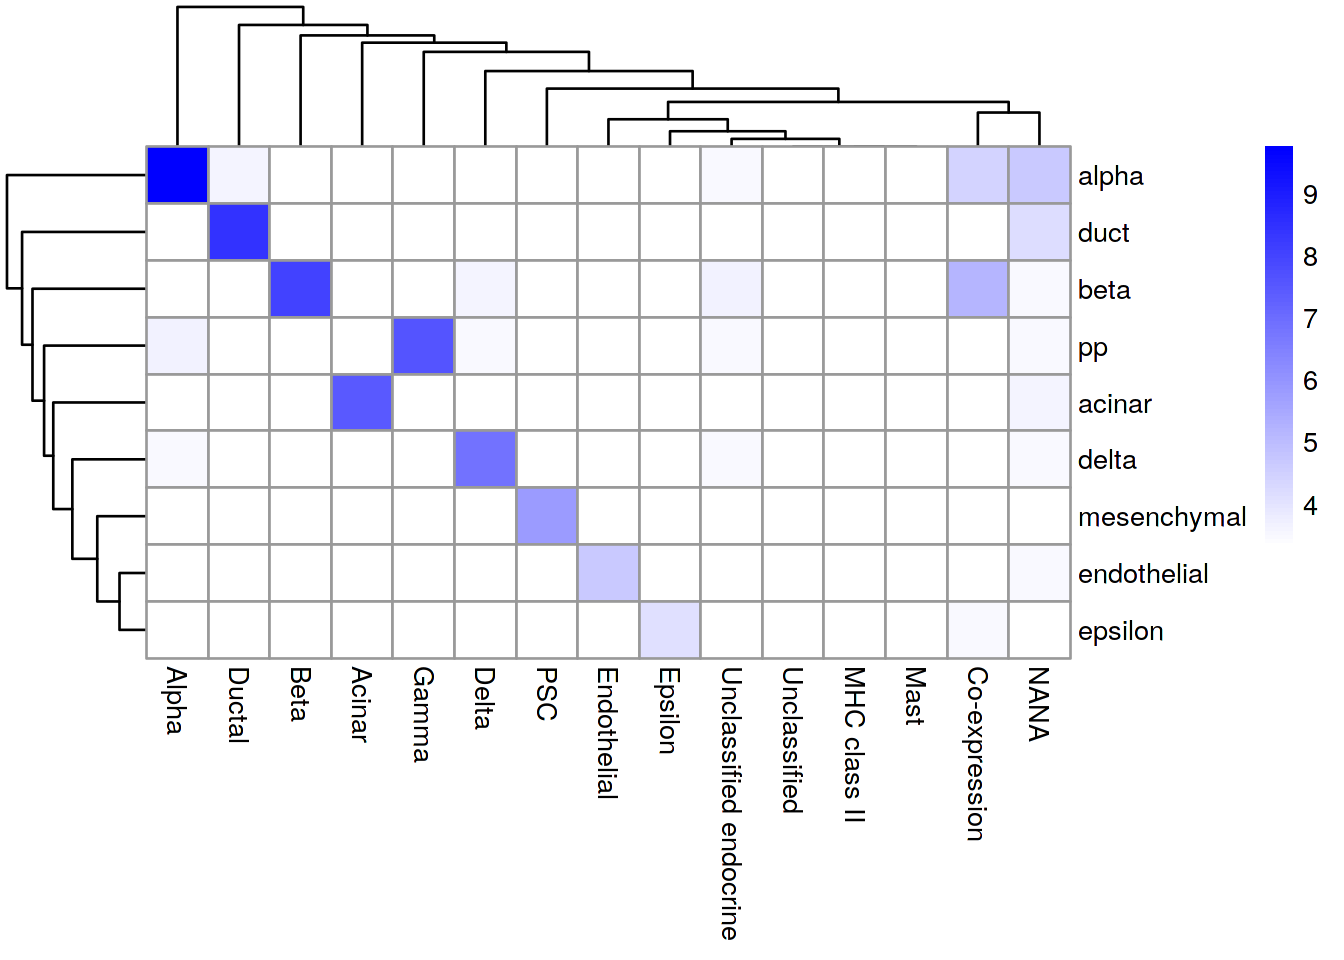 alpha
duct
beta
pp
acinar
delta
mesenchymal
endothelial
epsilon
9
8
7
6
5
4
Alpha
Ductal
Beta
Acinar
Gamma
Delta
PSC
Endothelial
Epsilon
Unclassified endocrine
Unclassified
MHC class II
Mast
Co-expression
NANA